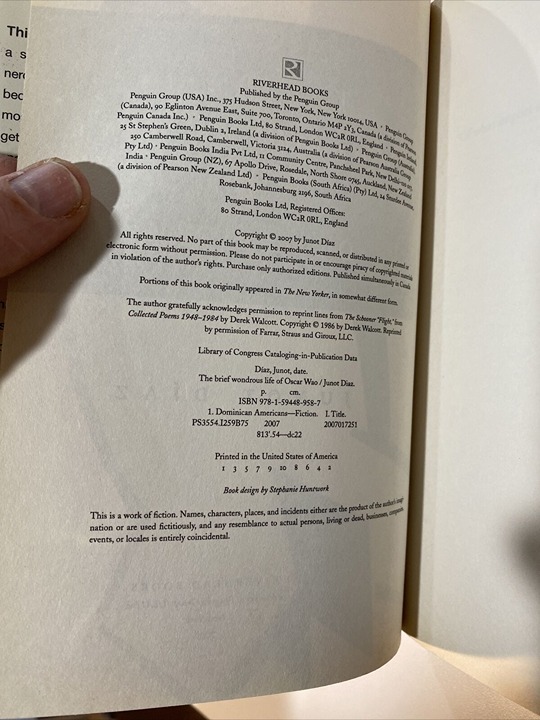 Thi
a s
nerd
bec
mo
get
R
RIVERHEAD BOOKS
Published by the Penguin Group
Penguin Group (USA) Inc., 375 Hudson Street, New York, New York 10014, USA · Penguin Group
(Canada), 90 Eglinton Avenue East, Suite 700, Toronto, Ontario M4P 2Y3, Canada (a division of Pearson
Penguin Canada Inc.) · Penguin Books Ltd, 80 Strand, London WC2R 0RL, England · Penguin Ireland,
25 St Stephen's Green, Dublin 2, Ireland (a division of Penguin Books Ltd) · Penguin Group (Australia),
250 Camberwell Road, Camberwell, Victoria 3124, Australia (a division of Pearson Australia Group
Pty Ltd) · Penguin Books India Pvt Ltd, 11 Community Centre, Panchsheel Park, New Delhi–110 017,
India · Penguin Group (NZ), 67 Apollo Drive, Rosedale, North Shore 0745, Auckland, New Zealand
(a division of Pearson New Zealand Ltd) · Penguin Books (South Africa) (Pty) Ltd, 24 Sturdee Avenue,
Rosebank, Johannesburg 2196, South Africa
Penguin Books Ltd, Registered Offices:
80 Strand, London WC2R 0RL, England
Copyright © 2007 by Junot Díaz
All rights reserved. No part of this book may be reproduced, scanned, or distributed in any printed or
electronic form without permission. Please do not participate in or encourage piracy of copyrighted materials
in violation of the author's rights. Purchase only authorized editions. Published simultaneously in Canada
Portions of this book originally appeared in The New Yorker, in somewhat different form.
The author gratefully acknowledges permission to reprint lines from The Schooner "Flight," from
Collected Poems 1948–1984 by Derek Walcott. Copyright © 1986 by Derek Walcott. Reprinted
by permission of Farrar, Straus and Giroux, LLC.
Library of Congress Cataloging-in-Publication Data
Díaz, Junot, date.
The brief wondrous life of Oscar Wao / Junot Díaz.
p. cm.
ISBN 978-1-59448-958-7
1. Dominican Americans—Fiction. I. Title.
PS3554.I259B75 2007 2007017251
813'.54—dc22
Printed in the United States of America
1 3 5 7 9 10 8 6 4 2
Book design by Stephanie Huntwork
This is a work of fiction. Names, characters, places, and incidents either are the product of the author's imagi-
nation or are used fictitiously, and any resemblance to actual persons, living or dead, businesses, companies,
events, or locales is entirely coincidental.